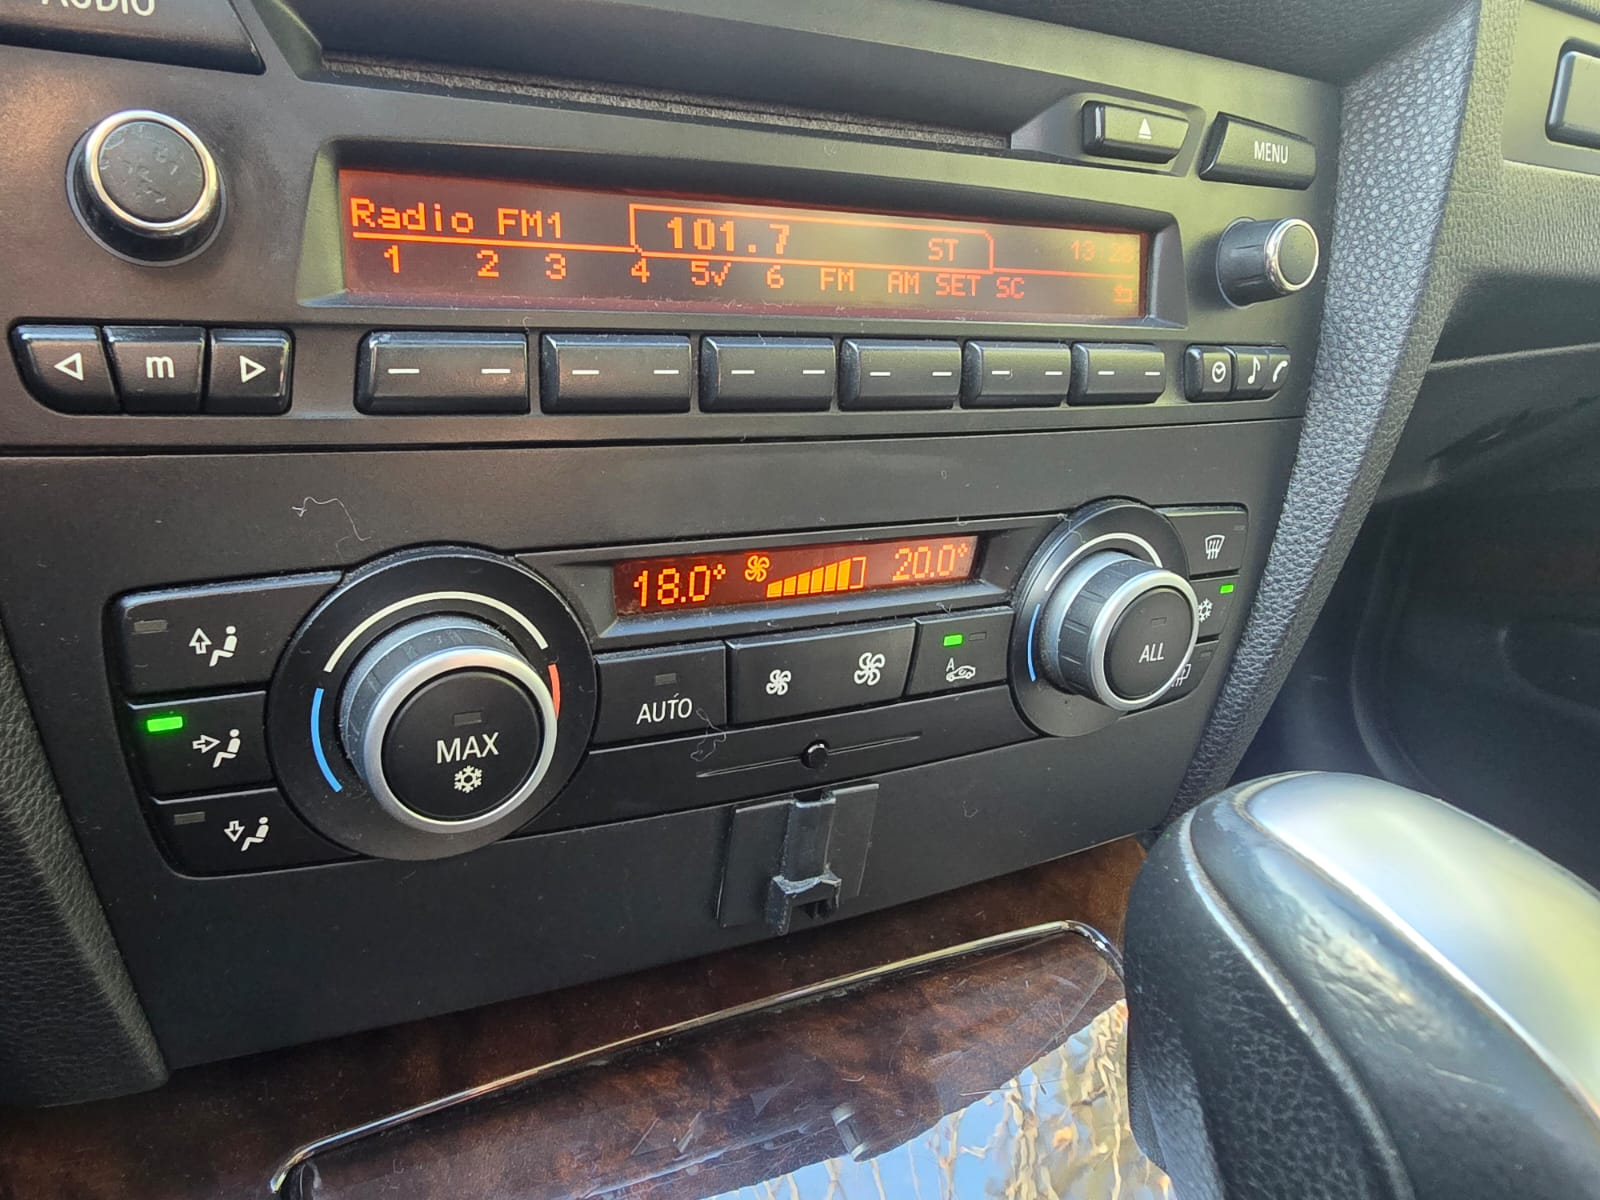 AUDIO
MENU
Radio FM1 101.7 ST
1 2 3 4 5√ 6 FM AM SET SC
m
18.0° 20.0°
AUTO
A
ALL
MAX